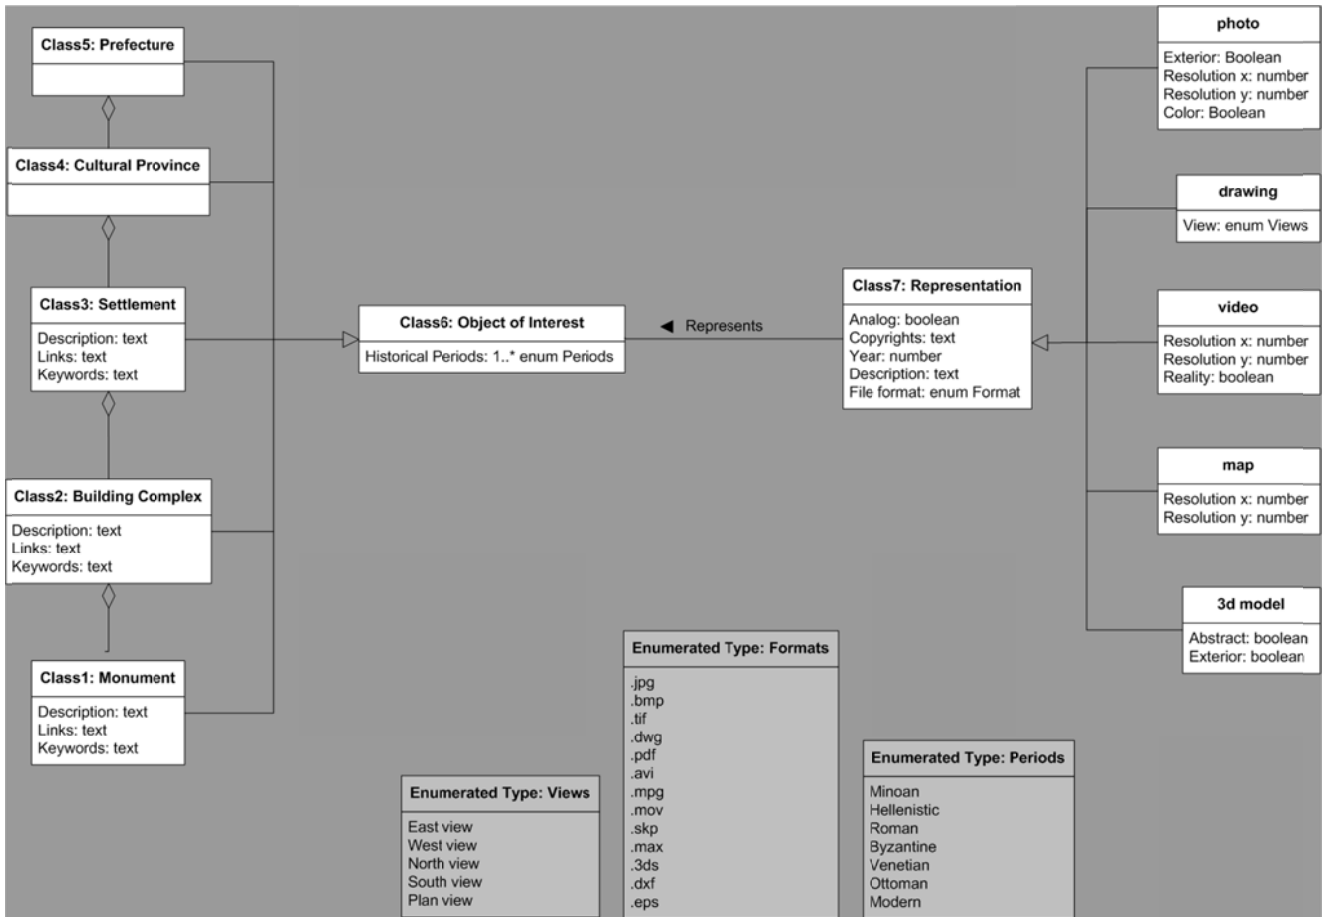 Class5: Prefecture
Class4: Cultural Province
Class3: Settlement
Description: text
Links: text
Keywords: text
Class2: Building Complex
Description: text
Links: text
Keywords: text
Class1: Monument
Description: text
Links: text
Keywords: text
Class6: Object of Interest
Historical Periods: 1..* enum Periods
◄ Represents
Class7: Representation
Analog: boolean
Copyrights: text
Year: number
Description: text
File format: enum Format
photo
Exterior: Boolean
Resolution x: number
Resolution y: number
Color: Boolean
drawing
View: enum Views
video
Resolution x: number
Resolution y: number
Reality: boolean
map
Resolution x: number
Resolution y: number
3d model
Abstract: boolean
Exterior: boolean
Enumerated Type: Views
East view
West view
North view
South view
Plan view
Enumerated Type: Formats
.jpg
.bmp
.tif
.dwg
.pdf
.avi
.mpg
.mov
.skp
.max
.3ds
.dxf
.eps
Enumerated Type: Periods
Minoan
Hellenistic
Roman
Byzantine
Venetian
Ottoman
Modern